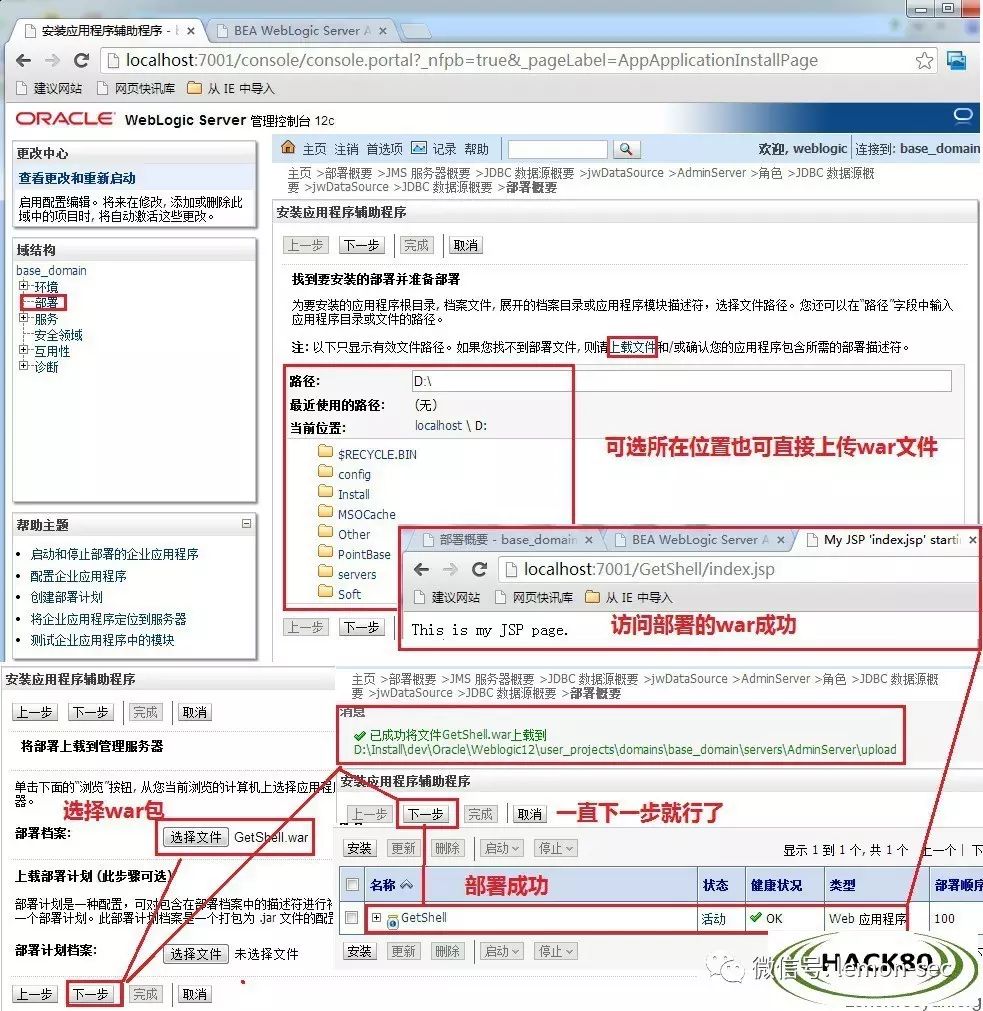 安装应用程序辅助程序 -
BEA WebLogic Server A
localhost:7001/console/console.portal?_nfpb=true&_pageLabel=AppApplicationInstallPage
建议网站 网页快讯库 从 IE 中导入
ORACLE WebLogic Server 管理控制台 12c
更改中心
查看更改和重新启动
启用配置编辑。将来在修改, 添加或删除此
域中的项目时, 将自动激活这些更改。
域结构
base_domain
环境
部署
服务
安全领域
互用性
诊断
帮助主题
启动和停止部署的企业应用程序
配置企业应用程序
创建部署计划
将企业应用程序定位到服务器
测试企业应用程序中的模块
主页 注销 首选项 记录 帮助
欢迎, weblogic 连接到: base_domain
主页 >部署概要 >JMS 服务器概要 >JDBC 数据源概要 >jwDataSource >AdminServer >角色 >JDBC 数据源概
要 >jwDataSource >JDBC 数据源概要 >部署概要
安装应用程序辅助程序
上一步 下一步 完成 取消
找到要安装的部署并准备部署
为要安装的应用程序根目录, 档案文件, 展开的档案目录或应用程序模块描述符，选择文件路径。您还可以在“路径”字段中输入
应用程序目录或文件的路径。
注: 以下只显示有效文件路径。如果您找不到部署文件, 则请上载文件和/或确认您的应用程序包含所需的部署描述符。
路径: D:\
最近使用的路径: (无)
当前位置: localhost \ D:
$RECYCLE.BIN
config
Install
MSOCache
Other
PointBase
servers
Soft
上一步 下一步
可选所在位置也可直接上传war文件
部署概要 - base_domain
BEA WebLogic Server A
My JSP 'index.jsp' starti
localhost:7001/GetShell/index.jsp
建议网站 网页快讯库 从 IE 中导入
This is my JSP page.
访问部署的war成功
安装应用程序辅助程序
上一步 下一步 完成 取消
将部署上载到管理服务器
单击下面的“浏览”按钮, 从您当前浏览的计算机上选择应用程
器。
选择war包
部署档案: 选择文件 GetShell.war
上载部署计划 (此步骤可选)
部署计划是一种配置，可对包含在部署档案中的描述符进行补
一个部署计划。此部署计划档案是一个打包为 .jar 文件的配置
部署计划档案: 选择文件 未选择文件
上一步 下一步 完成 取消
主页 >部署概要 >JMS 服务器概要 >JDBC 数据源概要 >jwDataSource >AdminServer >角色 >JDBC 数据源概
要 >jwDataSource >JDBC 数据源概要 >部署概要
消息
已成功将文件GetShell.war上载到
D:\Install\dev\Oracle\Weblogic12\user_projects\domains\base_domain\servers\AdminServer\upload
安装应用程序辅助程序
上一步 下一步 完成 取消
一直下一步就行了
安装 更新 删除 启动 停止
显示 1 到 1 个, 共 1 个 上一个 | 下
部署成功
名称 状态 健康状况 类型 部署顺序
GetShell 活动 OK Web 应用程序 100
安装 更新 删除 启动 停止
微信号: lemon-sec
HACK80